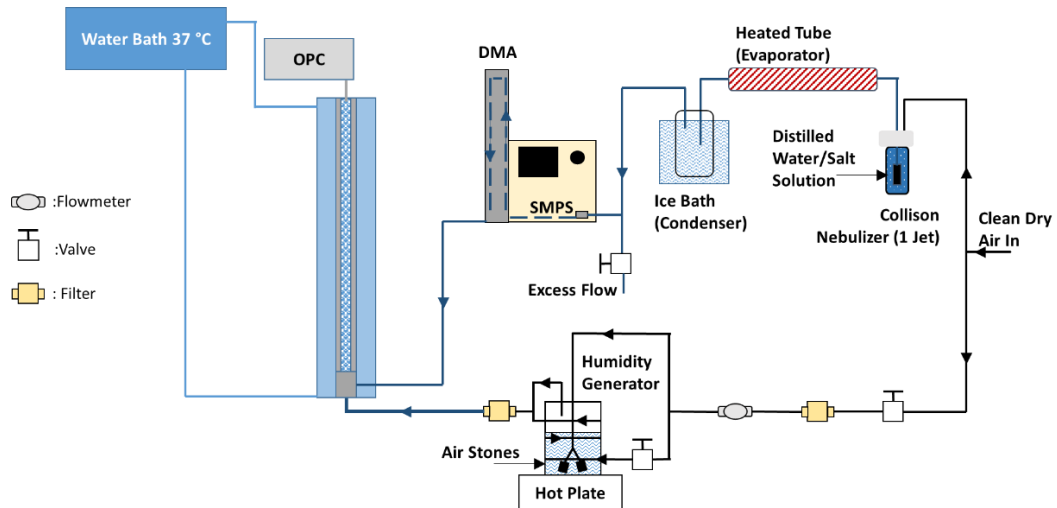 Water Bath 37 °C
OPC
DMA
Heated Tube
(Evaporator)
Distilled
Water/Salt
Solution
SMPS
Ice Bath
(Condenser)
Collison
Nebulizer (1 Jet)
Clean Dry
Air In
:Flowmeter
:Valve
: Filter
Excess Flow
Humidity
Generator
Air Stones
Hot Plate